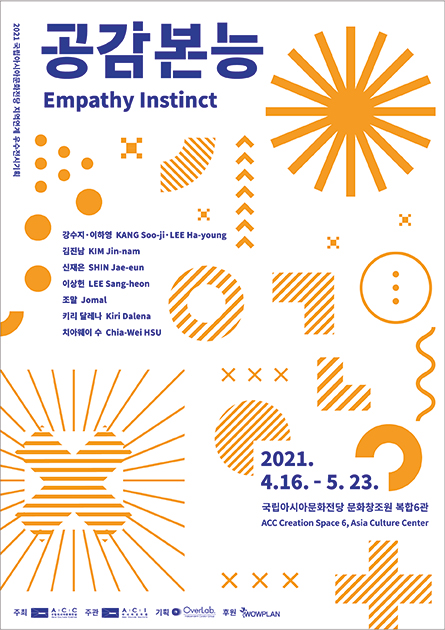 2021 국립아시아문화전당 지역연계 우수전시기획
공감본능
Empathy Instinct
강수지·이하영 KANG Soo-ji·LEE Ha-young
김진남 KIM Jin-nam
신재은 SHIN Jae-eun
이상헌 LEE Sang-heon
조말 Jomal
키리 달레나 Kiri Dalena
치아웨이 수 Chia-Wei HSU
2021.
4.16. - 5. 23.
국립아시아문화전당 문화창조원 복합6관
ACC Creation Space 6, Asia Culture Center
주최 A·C·C 주관 A·C·I 기획 OverLab. 후원 WOWPLAN